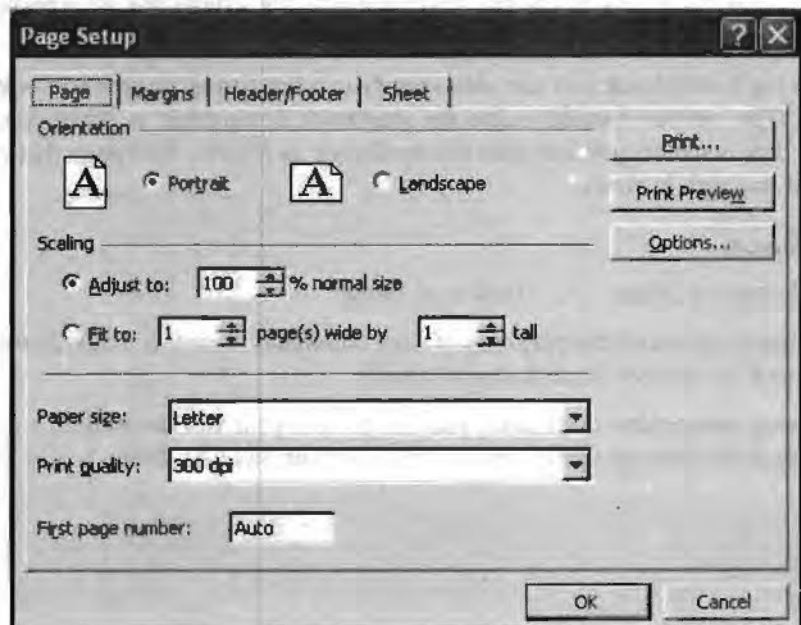 Page Setup
Page Margins Header/Footer Sheet
Orientation
A Portrait A Landscape
Print...
Print Preview
Options...
Scaling
Adjust to: 100 % normal size
Fit to: 1 page(s) wide by 1 tall
Paper size: Letter
Print quality: 300 dpi
First page number: Auto
OK Cancel